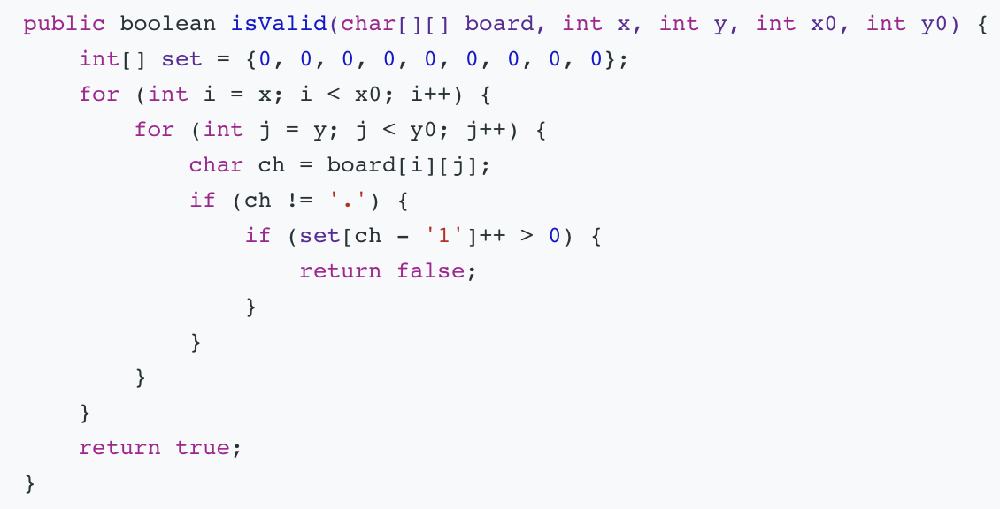 public boolean isValid(char[][] board, int x, int y, int x0, int y0) {
    int[] set = {0, 0, 0, 0, 0, 0, 0, 0, 0};
    for (int i = x; i < x0; i++) {
        for (int j = y; j < y0; j++) {
            char ch = board[i][j];
            if (ch != '.') {
                if (set[ch - '1']++ > 0) {
                    return false;
                }
            }
        }
    }
    return true;
}